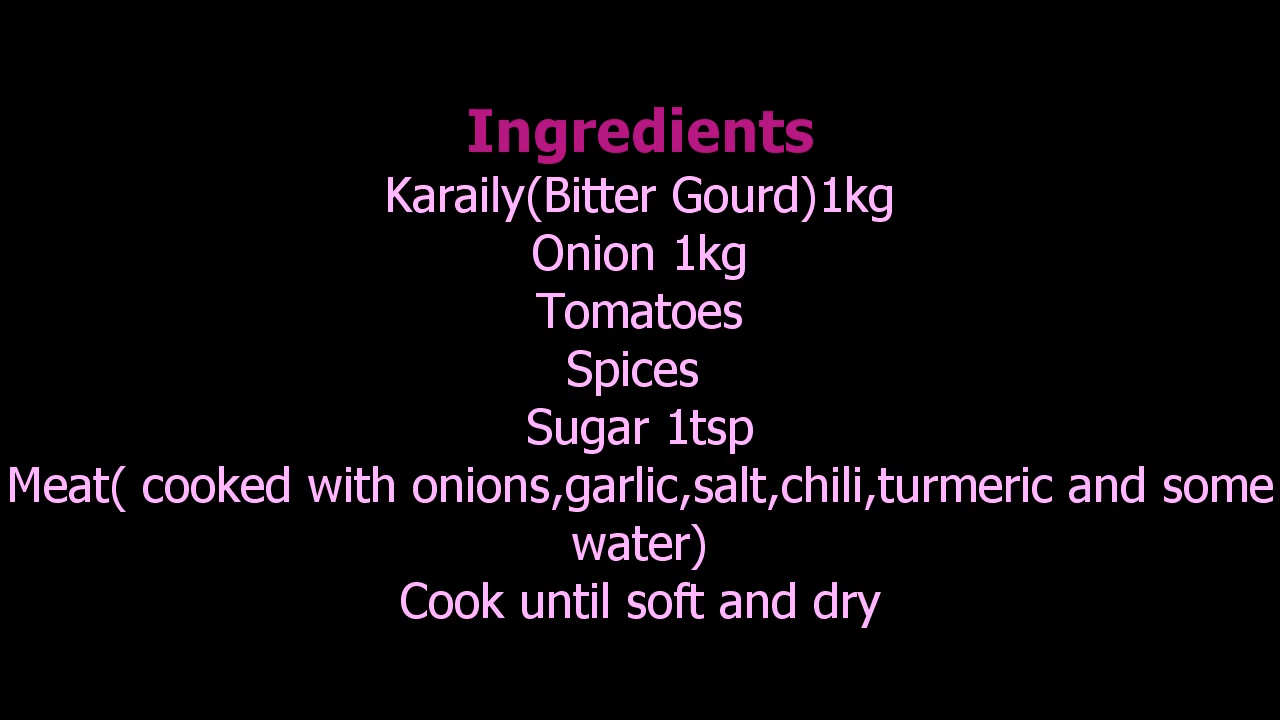 Ingredients
Karaily(Bitter Gourd)1kg
Onion 1kg
Tomatoes
Spices
Sugar 1tsp
Meat( cooked with onions,garlic,salt,chili,turmeric and some
water)
Cook until soft and dry